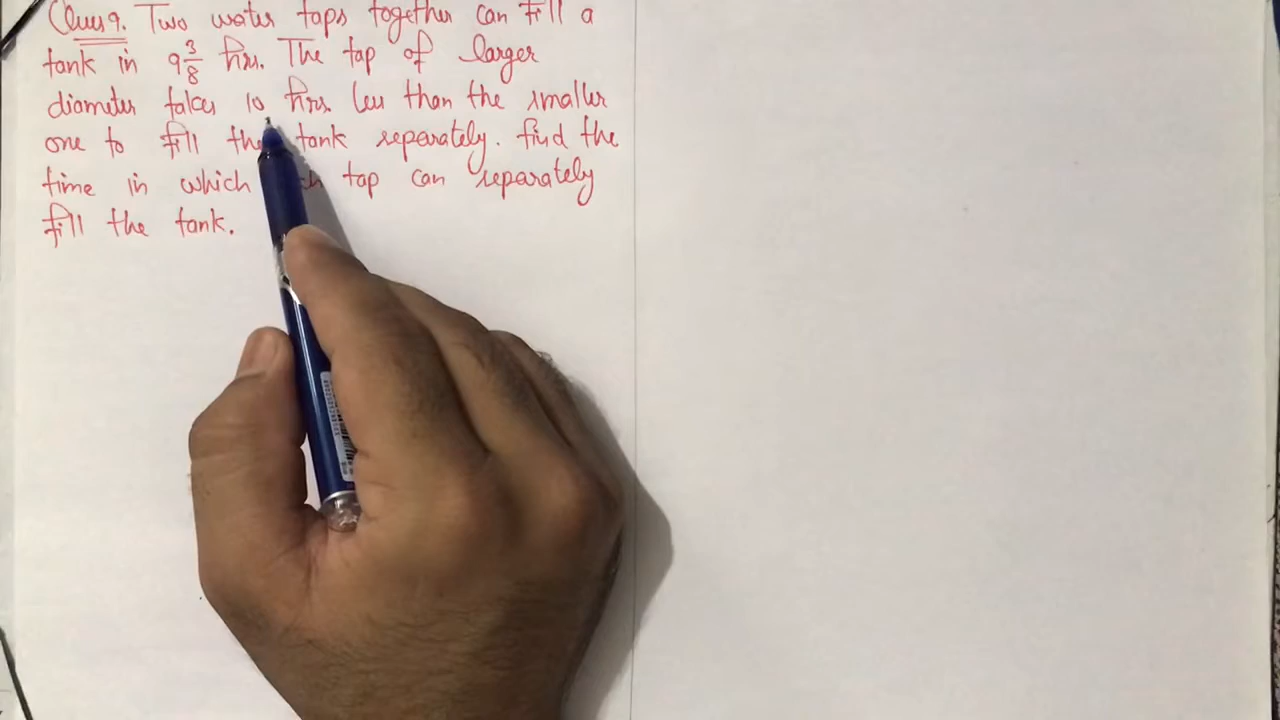 Ques 9. Two water taps together can fill a
tank in 9 3/8 hrs. The tap of larger
diameter takes 10 hrs. less than the smaller
one to fill the tank separately. find the
time in which tap can separately
fill the tank.